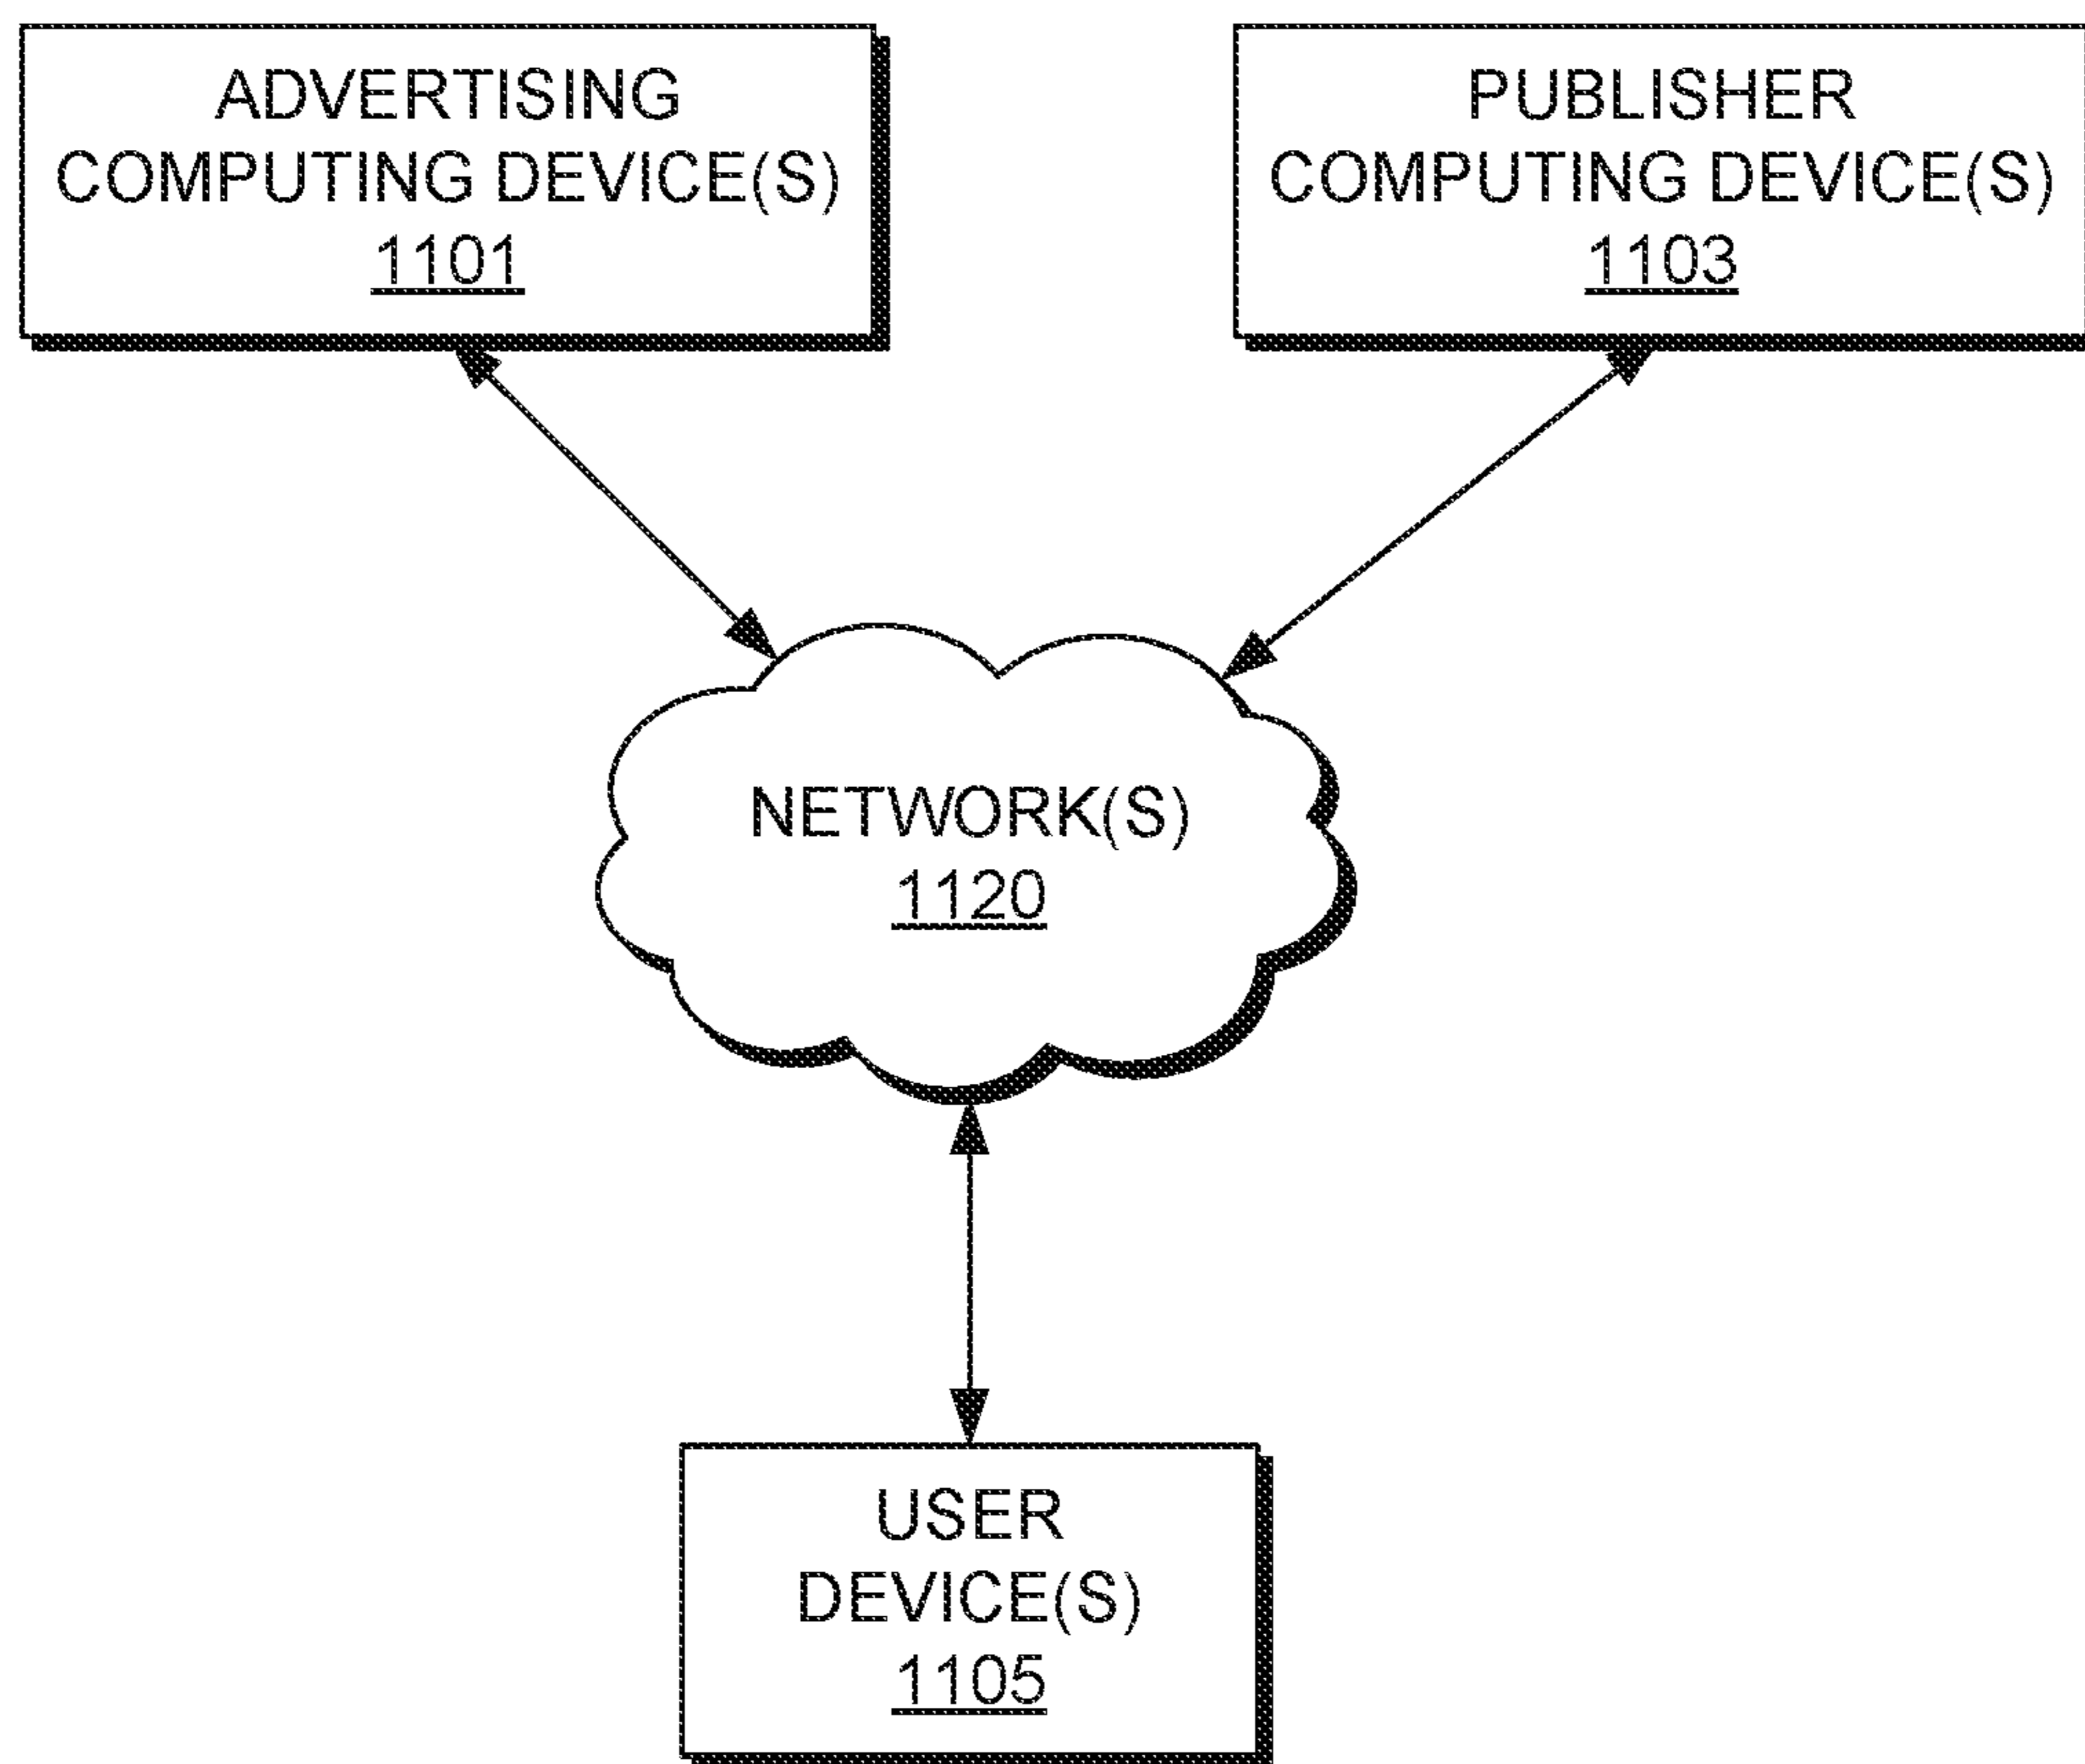 ADVERTISING
COMPUTING DEVICE(S)
1101
PUBLISHER
COMPUTING DEVICE(S)
1103
NETWORK(S)
1120
USER
DEVICE(S)
1105